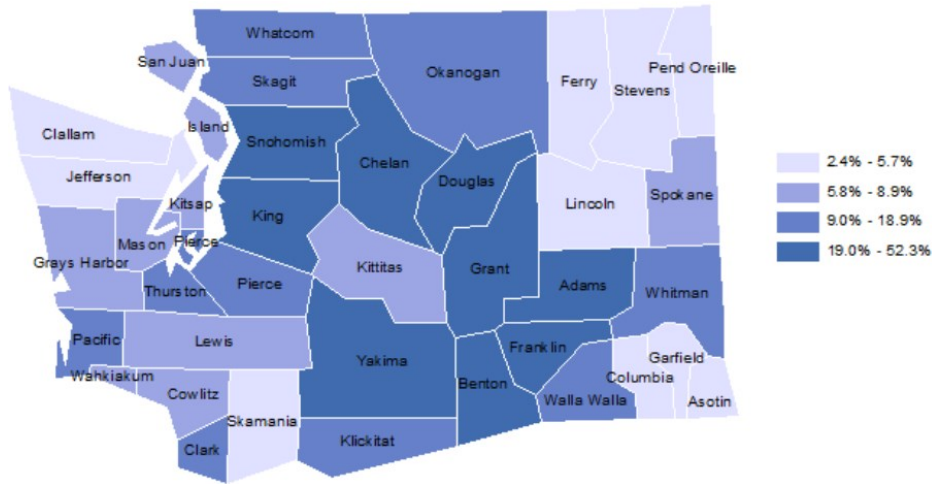 Whatcom
San Juan
Skagit
Okanogan
Ferry
Pend Oreille
Stevens
Island
Clallam
Snohomish
Chelan
Douglas
Jefferson
Kitsap
King
Lincoln
Spokane
Mason
Pierce
Grays Harbor
Kittitas
Grant
Thurston
Pierce
Adams
Whitman
Pacific
Lewis
Yakima
Franklin
Garfield
Wahkiakum
Cowlitz
Benton
Columbia
Skamania
Walla Walla
Asotin
Clark
Klickitat
2.4% - 5.7%
5.8% - 8.9%
9.0% - 18.9%
19.0% - 52.3%